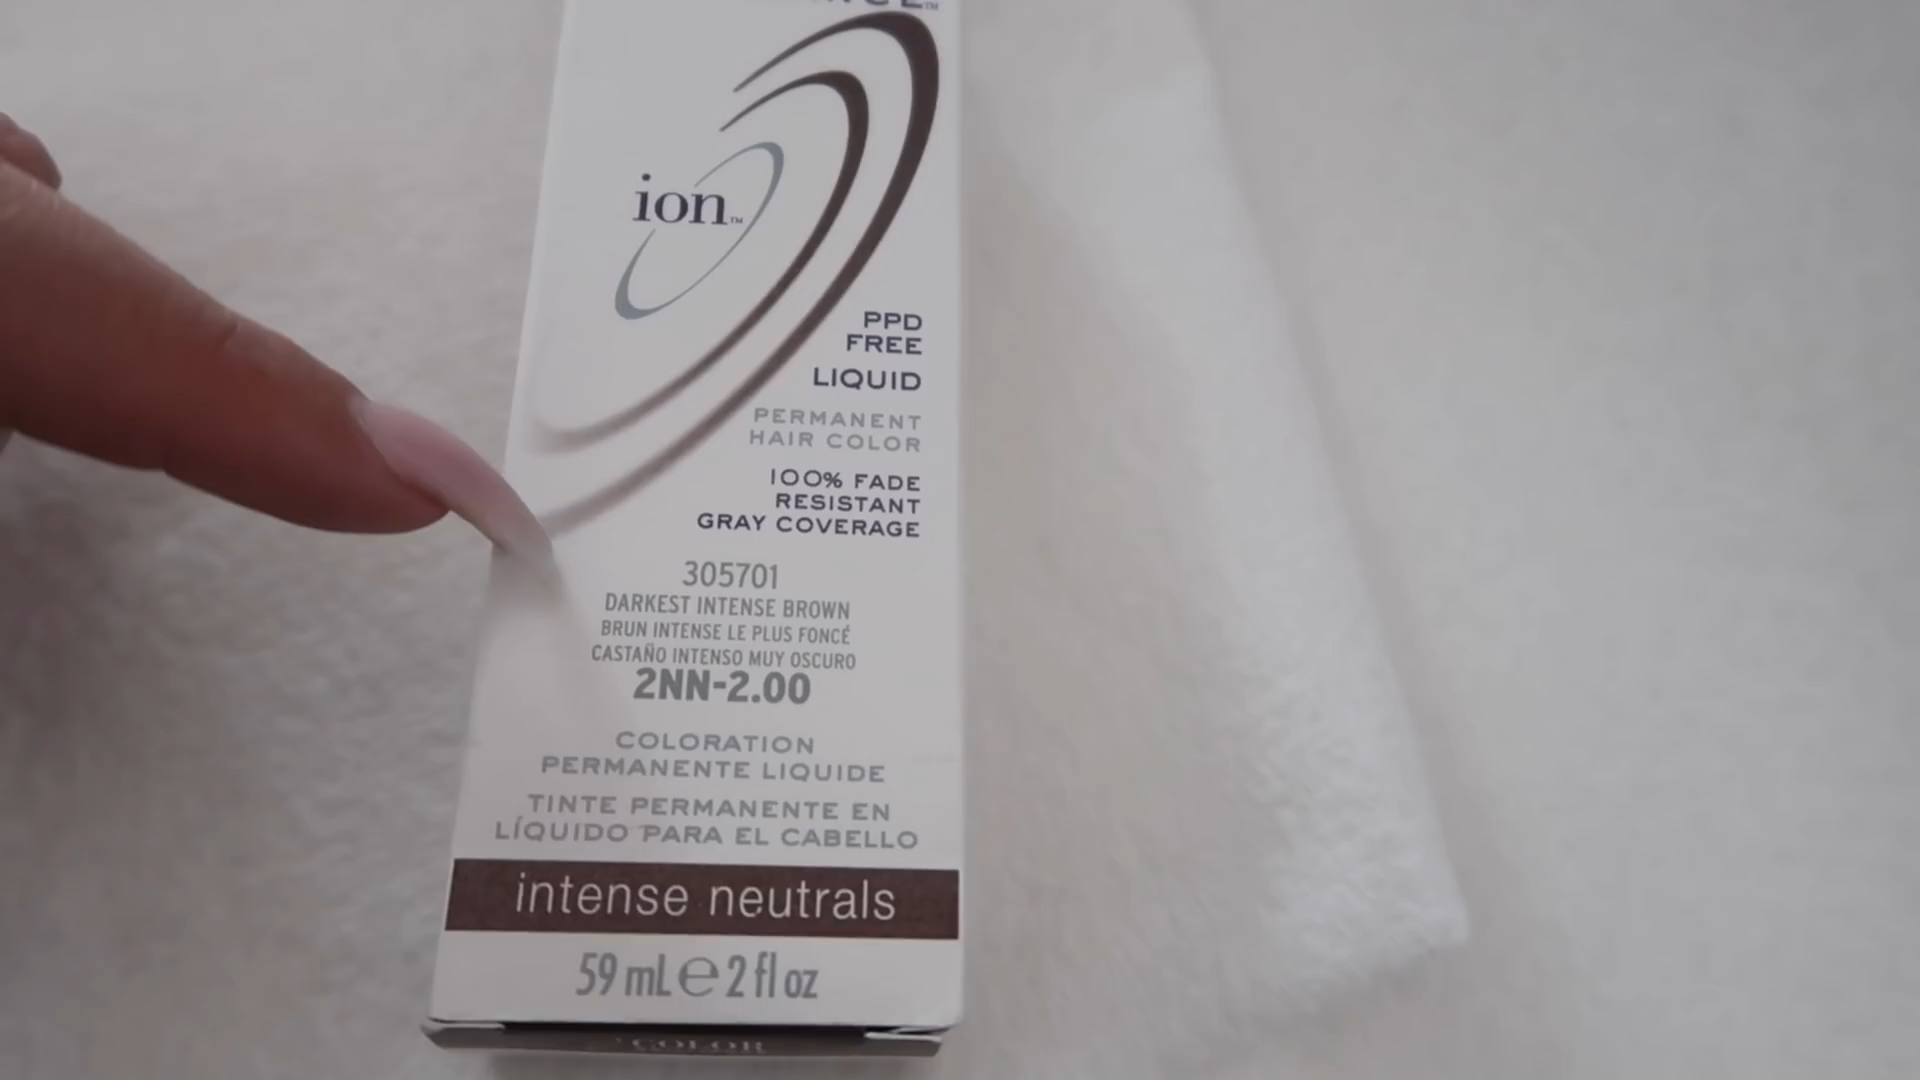 ion™
PPD
FREE
LIQUID
PERMANENT
HAIR COLOR
100% FADE
RESISTANT
GRAY COVERAGE
305701
DARKEST INTENSE BROWN
BRUN INTENSE LE PLUS FONCÉ
CASTAÑO INTENSO MUY OSCURO
2NN-2.00
COLORATION
PERMANENTE LIQUIDE
TINTE PERMANENTE EN
LÍQUIDO PARA EL CABELLO
intense neutrals
59 mL e 2 fl oz
COLOR